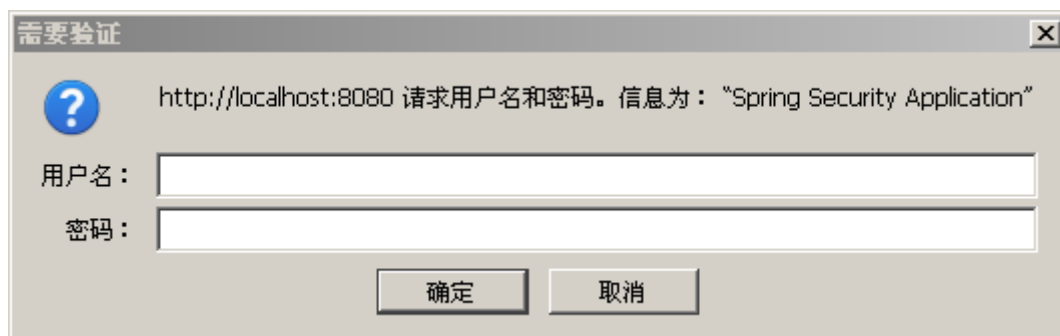 需要验证
http://localhost:8080 请求用户名和密码。信息为："Spring Security Application"
用户名：
密码：
确定 取消